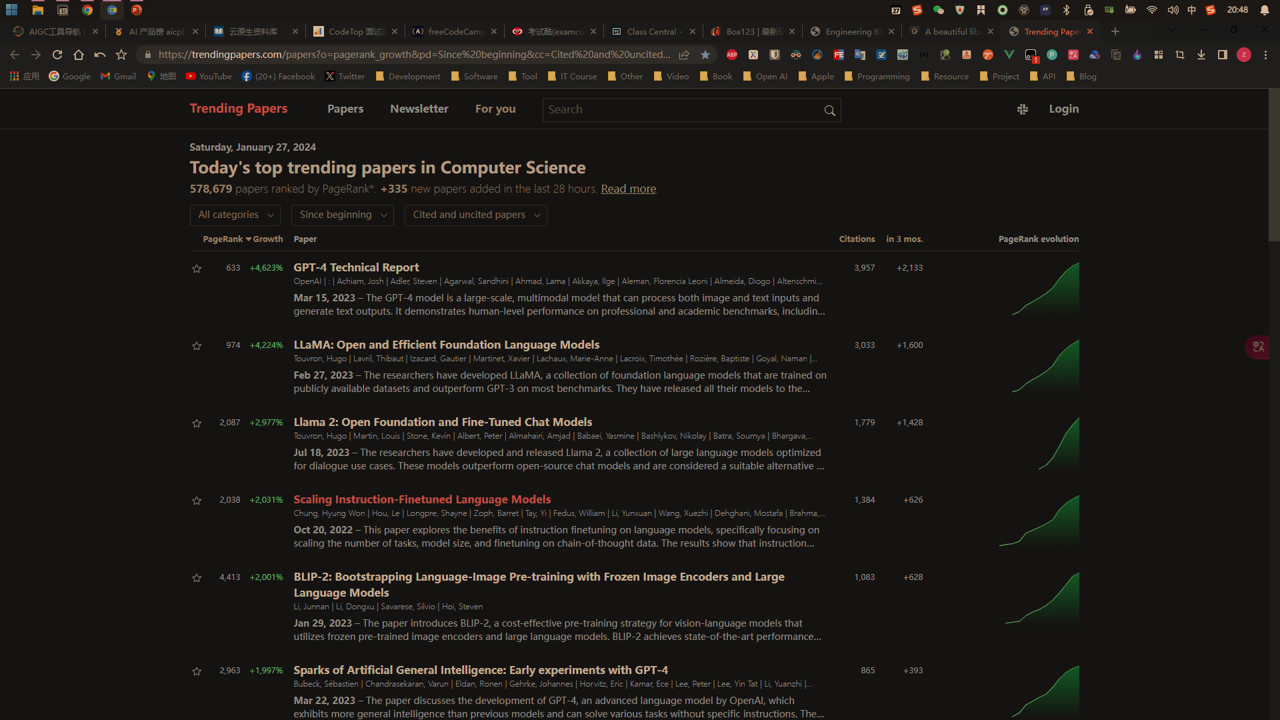 20:48
AIGC工具导航
AI 产品榜 aicpl
云原生资料库
CodeTop 面试
freeCodeCamp
考试酷(examco
Class Central
Box123 | 最新
Engineering B
A beautiful lib
Trending Paper
https://trendingpapers.com/papers?o=pagerank_growth&pd=Since%20beginning&cc=Cited%20and%20uncited...
应用
Google
Gmail
地图
YouTube
(20+) Facebook
Twitter
Development
Software
Tool
IT Course
Other
Video
Book
Open AI
Apple
Programming
Resource
Project
API
Blog
Trending Papers
Papers
Newsletter
For you
Search
Login
Saturday, January 27, 2024
Today's top trending papers in Computer Science
578,679 papers ranked by PageRank*. +335 new papers added in the last 28 hours. Read more
All categories
Since beginning
Cited and uncited papers
PageRank Growth Paper Citations in 3 mos. PageRank evolution
633 +4,623% GPT-4 Technical Report 3,957 +2,133
OpenAI | : | Achiam, Josh | Adler, Steven | Agarwal, Sandhini | Ahmad, Lama | Akkaya, Ilge | Aleman, Florencia Leoni | Almeida, Diogo | Altenschmi...
Mar 15, 2023 – The GPT-4 model is a large-scale, multimodal model that can process both image and text inputs and
generate text outputs. It demonstrates human-level performance on professional and academic benchmarks, includin...
974 +4,224% LLaMA: Open and Efficient Foundation Language Models 3,033 +1,600
Touvron, Hugo | Lavril, Thibaut | Izacard, Gautier | Martinet, Xavier | Lachaux, Marie-Anne | Lacroix, Timothée | Rozière, Baptiste | Goyal, Naman |...
Feb 27, 2023 – The researchers have developed LLaMA, a collection of foundation language models that are trained on
publicly available datasets and outperform GPT-3 on most benchmarks. They have released all their models to the...
2,087 +2,977% Llama 2: Open Foundation and Fine-Tuned Chat Models 1,779 +1,428
Touvron, Hugo | Martin, Louis | Stone, Kevin | Albert, Peter | Almahairi, Amjad | Babaei, Yasmine | Bashlykov, Nikolay | Batra, Soumya | Bhargava,...
Jul 18, 2023 – The researchers have developed and released Llama 2, a collection of large language models optimized
for dialogue use cases. These models outperform open-source chat models and are considered a suitable alternative ...
2,038 +2,031% Scaling Instruction-Finetuned Language Models 1,384 +626
Chung, Hyung Won | Hou, Le | Longpre, Shayne | Zoph, Barret | Tay, Yi | Fedus, William | Li, Yunxuan | Wang, Xuezhi | Dehghani, Mostafa | Brahma,...
Oct 20, 2022 – This paper explores the benefits of instruction finetuning on language models, specifically focusing on
scaling the number of tasks, model size, and finetuning on chain-of-thought data. The results show that instruction...
4,413 +2,001% BLIP-2: Bootstrapping Language-Image Pre-training with Frozen Image Encoders and Large 1,083 +628
Language Models
Li, Junnan | Li, Dongxu | Savarese, Silvio | Hoi, Steven
Jan 29, 2023 – The paper introduces BLIP-2, a cost-effective pre-training strategy for vision-language models that
utilizes frozen pre-trained image encoders and large language models. BLIP-2 achieves state-of-the-art performance...
2,963 +1,997% Sparks of Artificial General Intelligence: Early experiments with GPT-4 865 +393
Bubeck, Sébastien | Chandrasekaran, Varun | Eldan, Ronen | Gehrke, Johannes | Horvitz, Eric | Kamar, Ece | Lee, Peter | Lee, Yin Tat | Li, Yuanzhi |...
Mar 22, 2023 – The paper discusses the development of GPT-4, an advanced language model by OpenAI, which
exhibits more general intelligence than previous models and can solve various tasks without specific instructions. The...